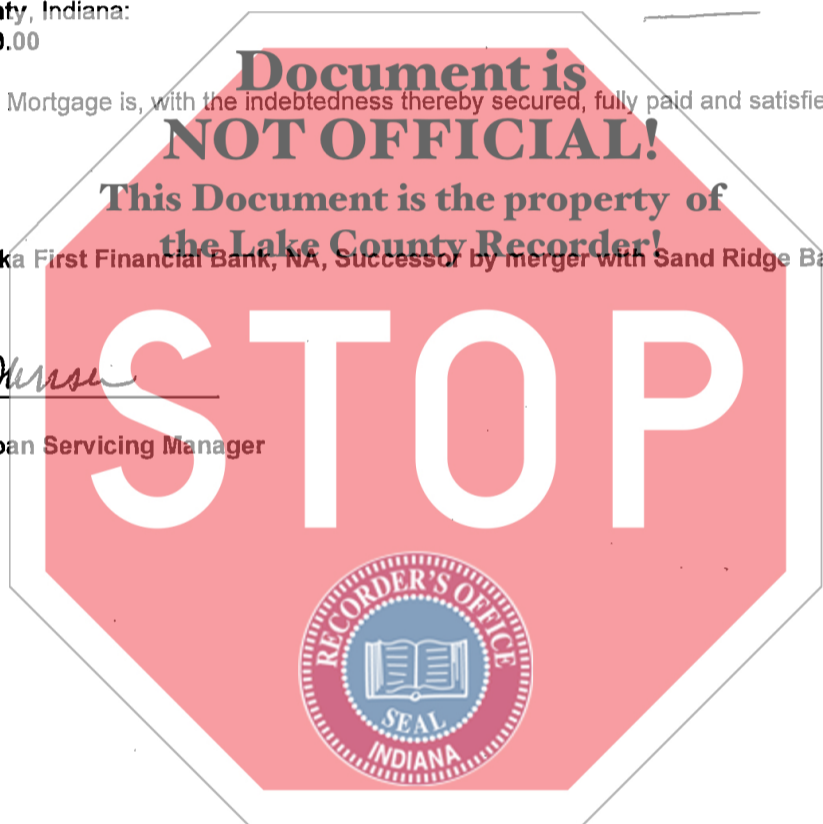 nty, Indiana:
0.00
Document is
Mortgage is, with the indebtedness thereby secured, fully paid and satisfie
NOT OFFICIAL!
This Document is the property of
the Lake County Recorder!
ka First Financial Bank, NA, Successor by merger with Sand Ridge Ba
STOP
oan Servicing Manager
RECORDER'S OFFICE
SEAL
INDIANA